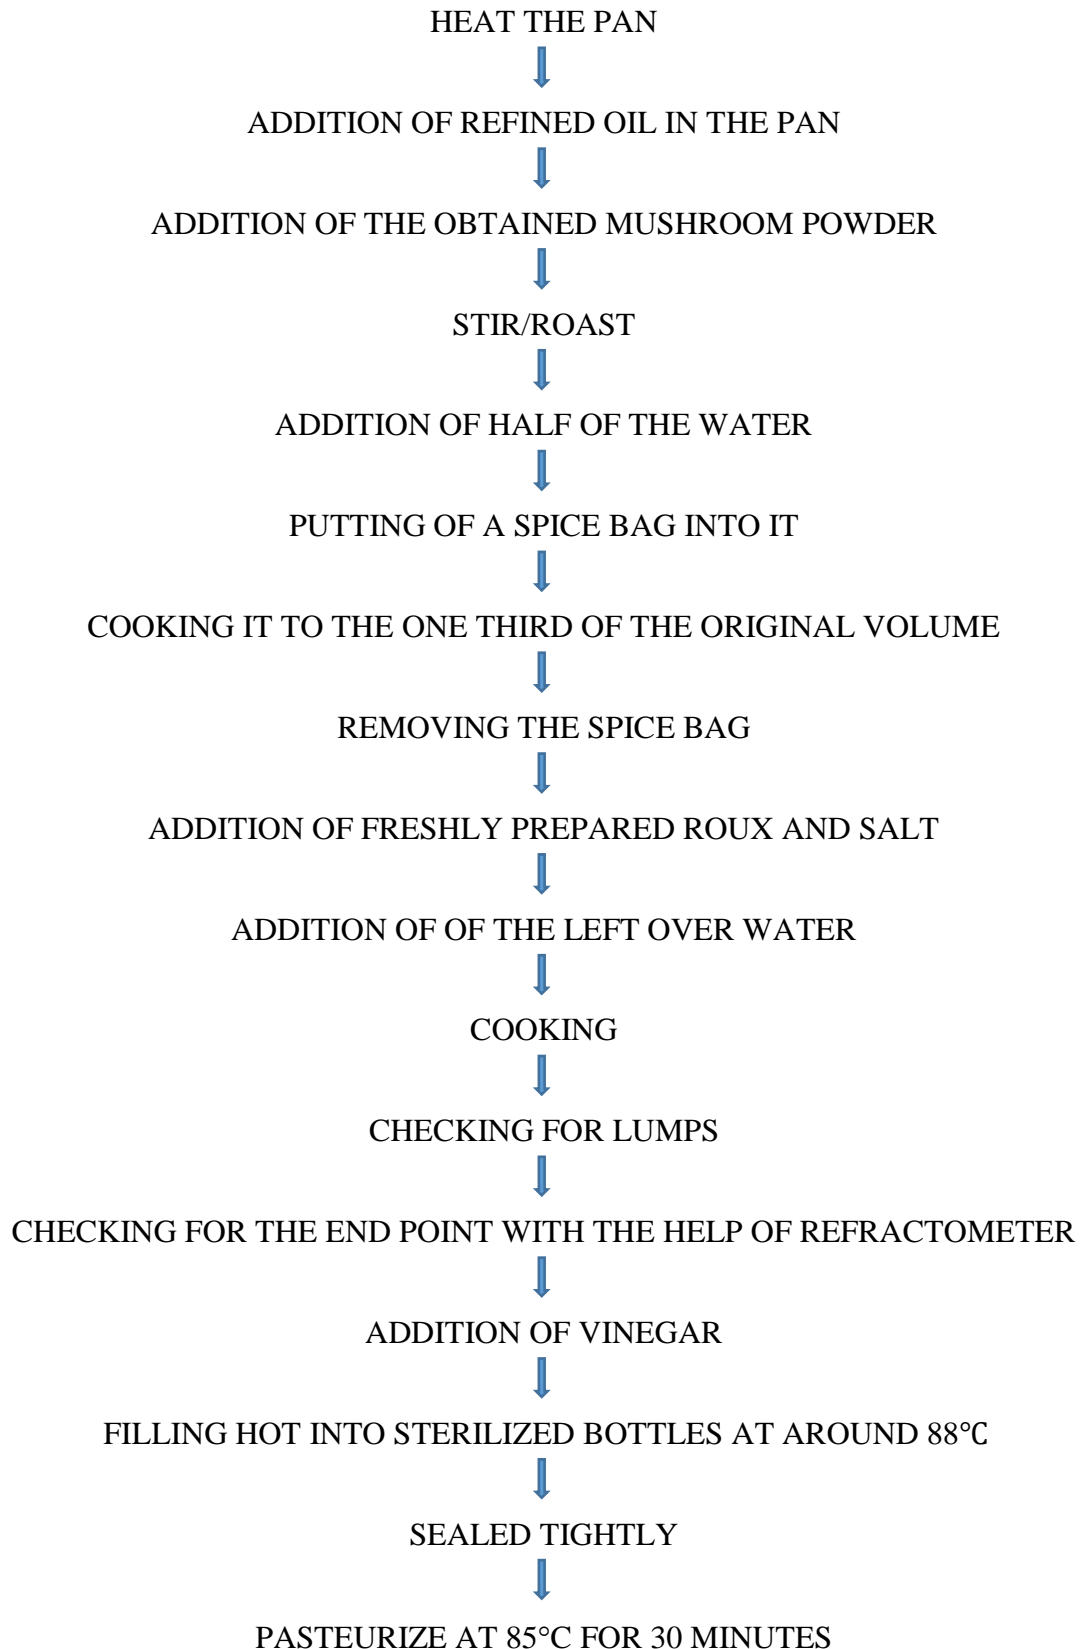 HEAT THE PAN
ADDITION OF REFINED OIL IN THE PAN
ADDITION OF THE OBTAINED MUSHROOM POWDER
STIR/ROAST
ADDITION OF HALF OF THE WATER
PUTTING OF A SPICE BAG INTO IT
COOKING IT TO THE ONE THIRD OF THE ORIGINAL VOLUME
REMOVING THE SPICE BAG
ADDITION OF FRESHLY PREPARED ROUX AND SALT
ADDITION OF OF THE LEFT OVER WATER
COOKING
CHECKING FOR LUMPS
CHECKING FOR THE END POINT WITH THE HELP OF REFRACTOMETER
ADDITION OF VINEGAR
FILLING HOT INTO STERILIZED BOTTLES AT AROUND 88℃
SEALED TIGHTLY
PASTEURIZE AT 85°C FOR 30 MINUTES